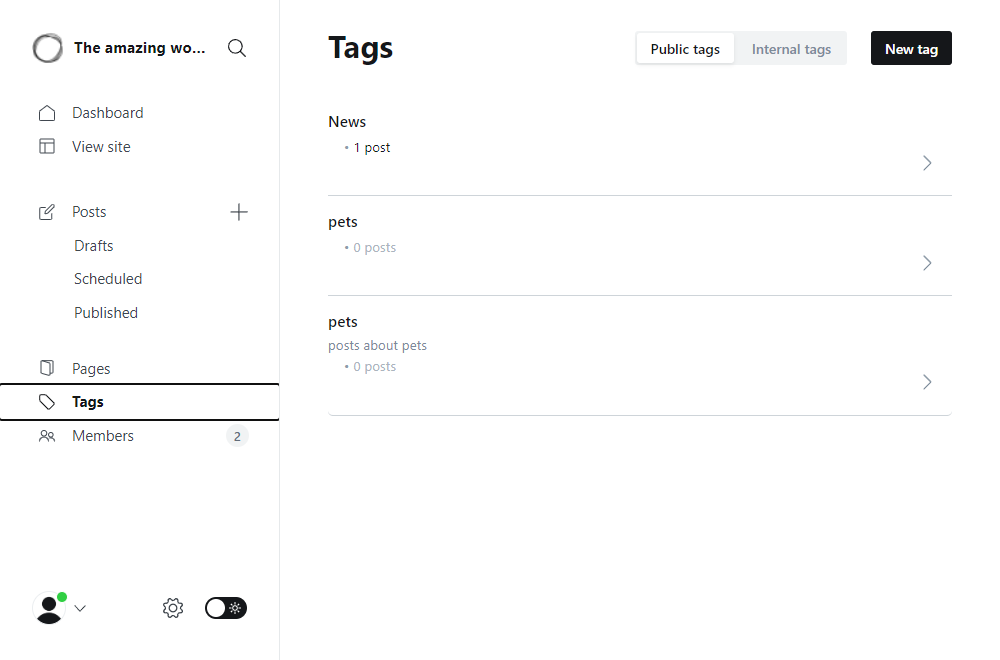 The amazing wo...
Dashboard
View site
Posts
Drafts
Scheduled
Published
Pages
Tags
Members
2
Tags
Public tags
Internal tags
New tag
News
• 1 post
pets
• 0 posts
pets
posts about pets
• 0 posts